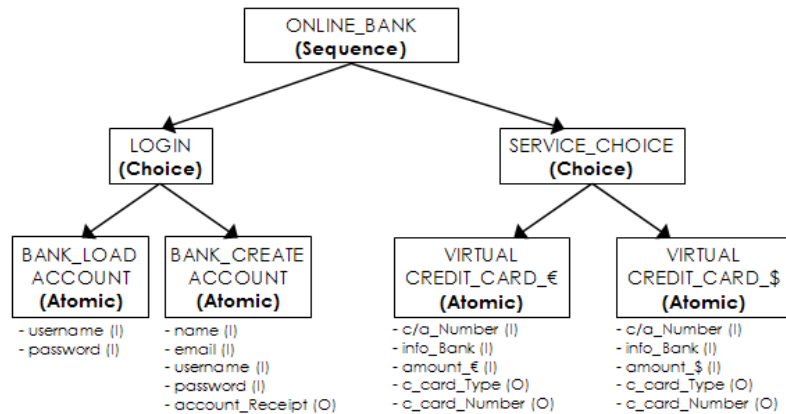 ONLINE_BANK
(Sequence)
LOGIN
(Choice)
SERVICE_CHOICE
(Choice)
BANK_LOAD
ACCOUNT
(Atomic)
- username (I)
- password (I)
BANK_CREATE
ACCOUNT
(Atomic)
- name (I)
- email (I)
- username (I)
- password (I)
- account_Receipt (O)
VIRTUAL
CREDIT_CARD_€
(Atomic)
- c/a_Number (I)
- info_Bank (I)
- amount_€ (I)
- c_card_Type (O)
- c_card_Number (O)
VIRTUAL
CREDIT_CARD_$
(Atomic)
- c/a_Number (I)
- info_Bank (I)
- amount_$ (I)
- c_card_Type (O)
- c_card_Number (O)